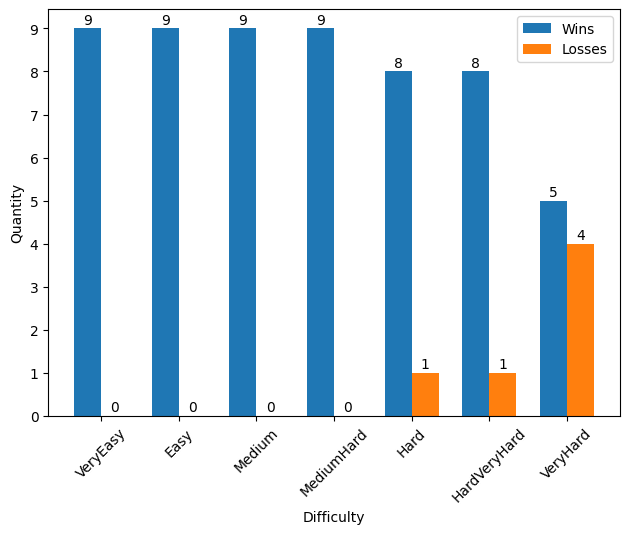 9 9 9 9 8 8 5
0 0 0 0 1 1 4
Wins
Losses
9
8
7
6
5
4
3
2
1
0
Quantity
VeryEasy
Easy
Medium
MediumHard
Hard
HardVeryHard
VeryHard
Difficulty